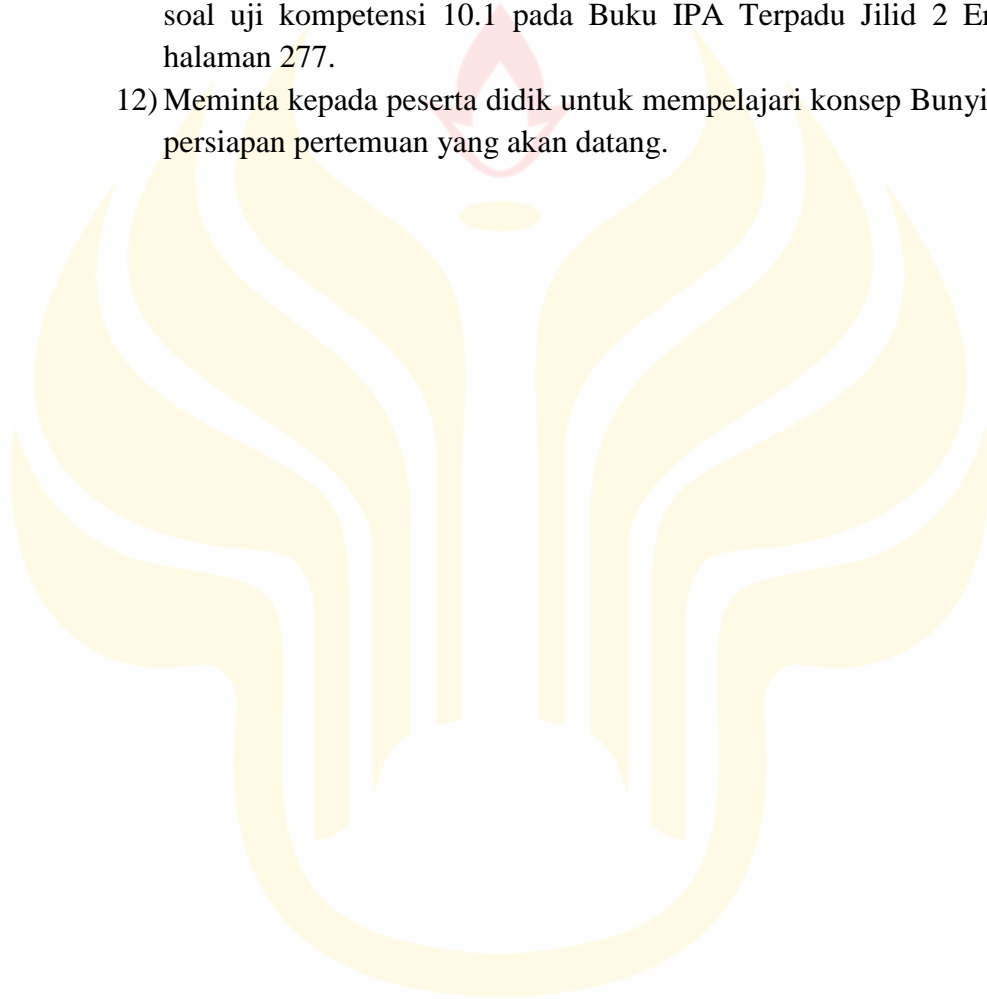 soal uji kompetensi 10.1 pada Buku IPA Terpadu Jilid 2
halaman 277.
12) Meminta kepada peserta didik untuk mempelajari konsep Bunyi
persiapan pertemuan yang akan datang.